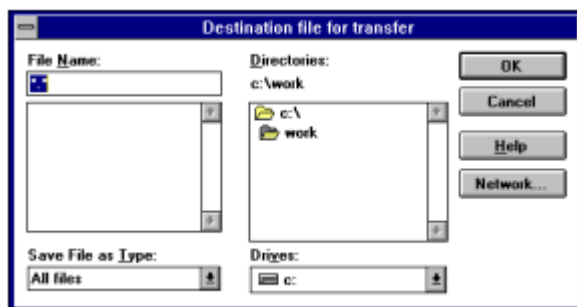 Destination file for transfer
File Name:
*.*
Directories:
c:\work
c:\
work
Save File as Type:
All files
Drives:
c:
OK
Cancel
Help
Network...